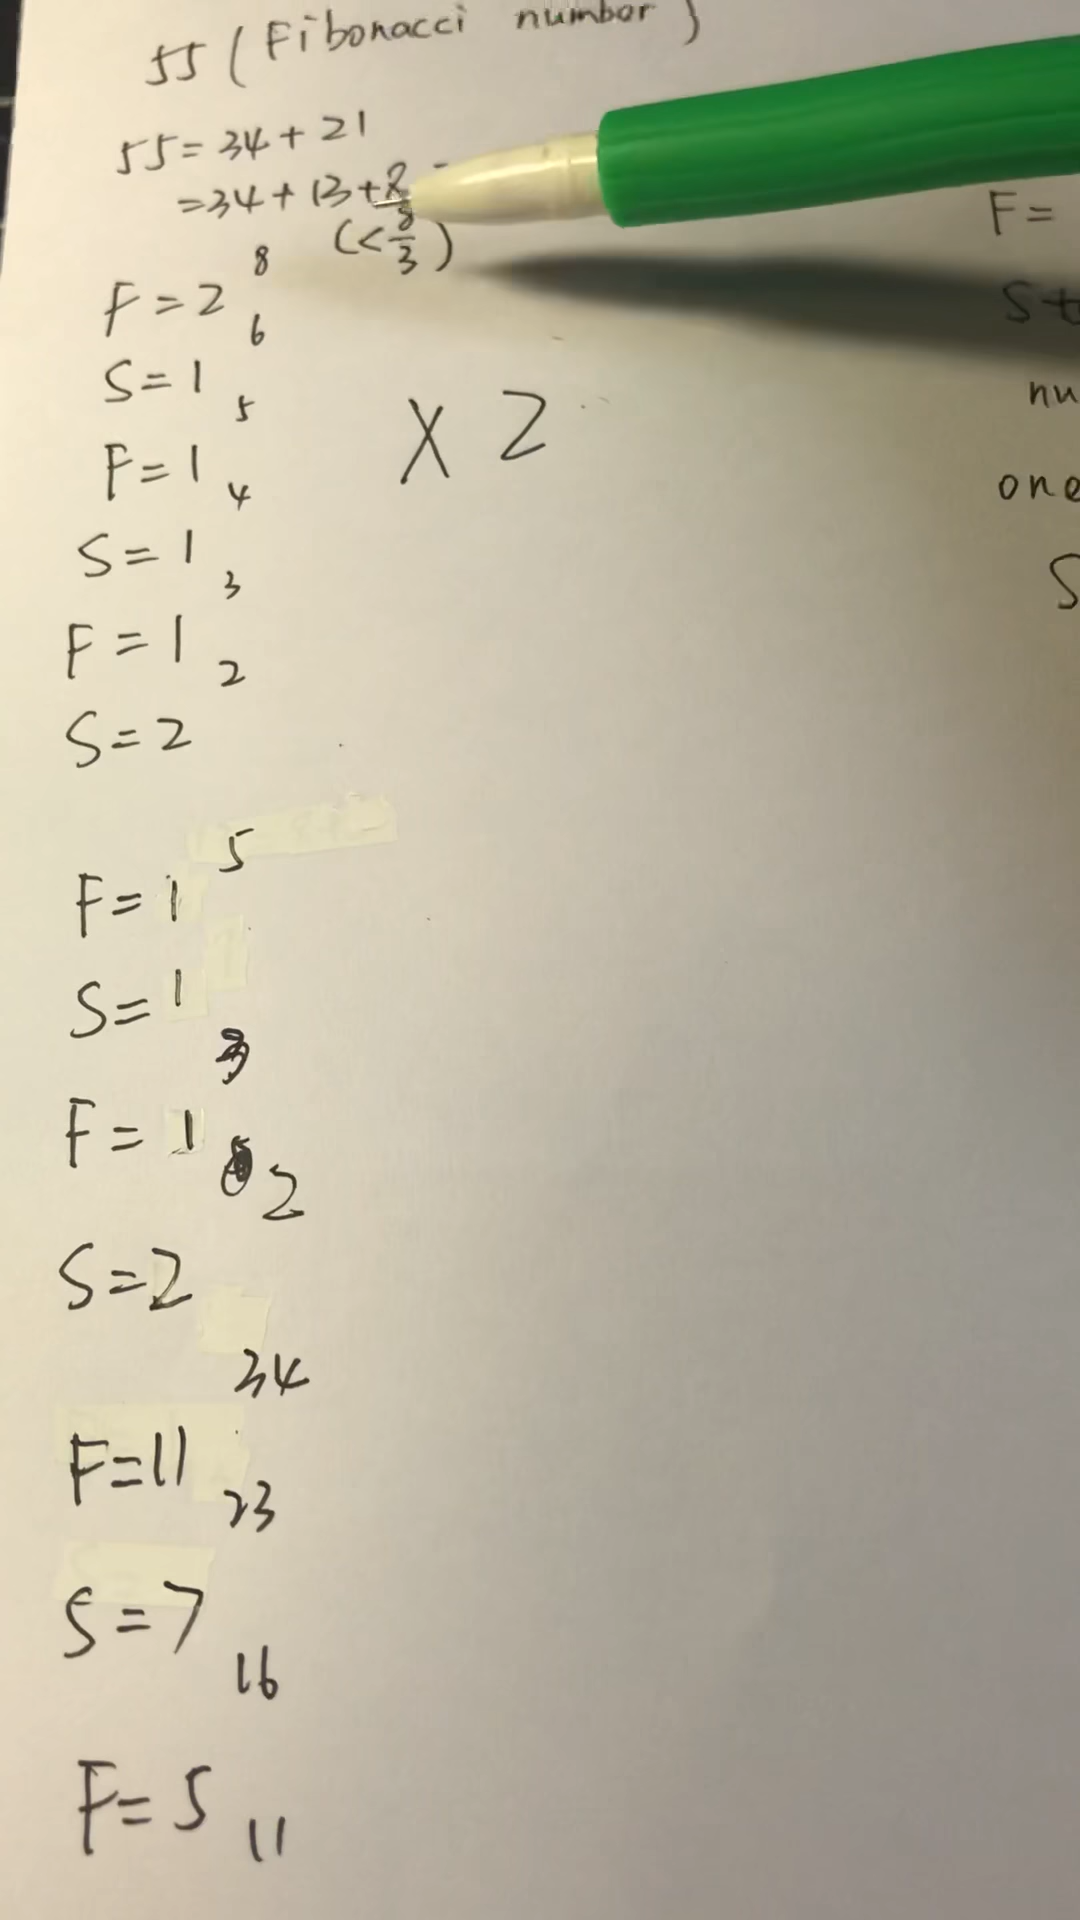 55 (Fibonacci number)
55=34+21
=34+13+8
(<8/3)
8
F=2
6
S=1
5
F=1
4
S=1
3
F=1
2
S=2
X 2
5
F=1
S=1
3
F=1
2
S=2
34
F=11
23
S=7
16
F=5
11
F=
St
nu
one
S